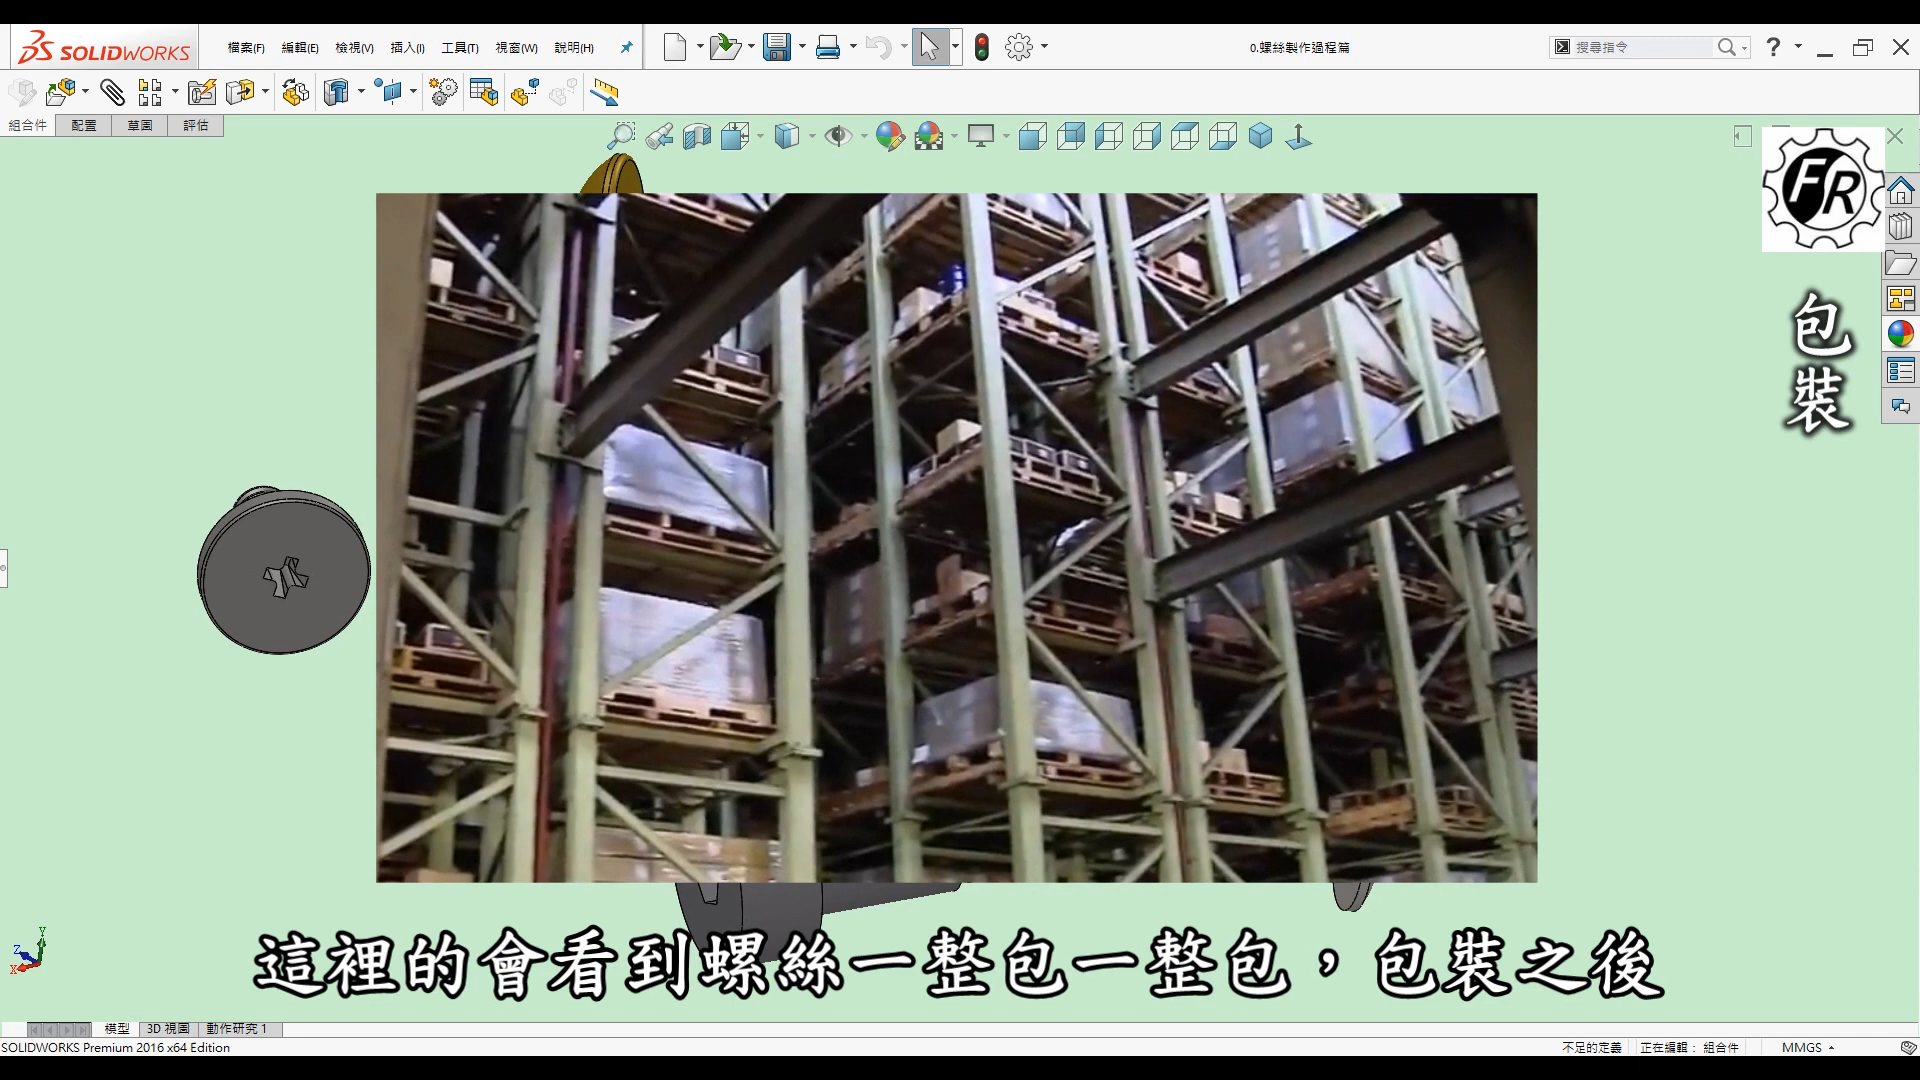 SOLIDWORKS
檔案(F) 編輯(E) 檢視(V) 插入(I) 工具(T) 視窗(W) 說明(H)
0.螺絲製作過程篇
搜尋指令
組合件 配置 草圖 評估
FR
包裝
這裡的會看到螺絲一整包一整包，包裝之後
模型 3D 視圖 動作研究 1
SOLIDWORKS Premium 2016 x64 Edition
不足的定義 正在編輯： 組合件 MMGS